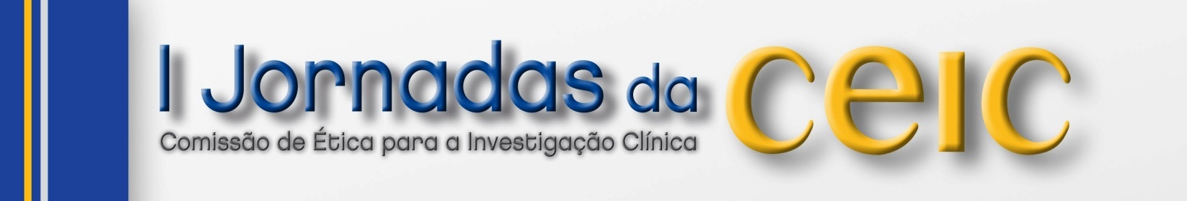 I Jornadas da ceic
Comissão de Ética para a Investigação Clínica